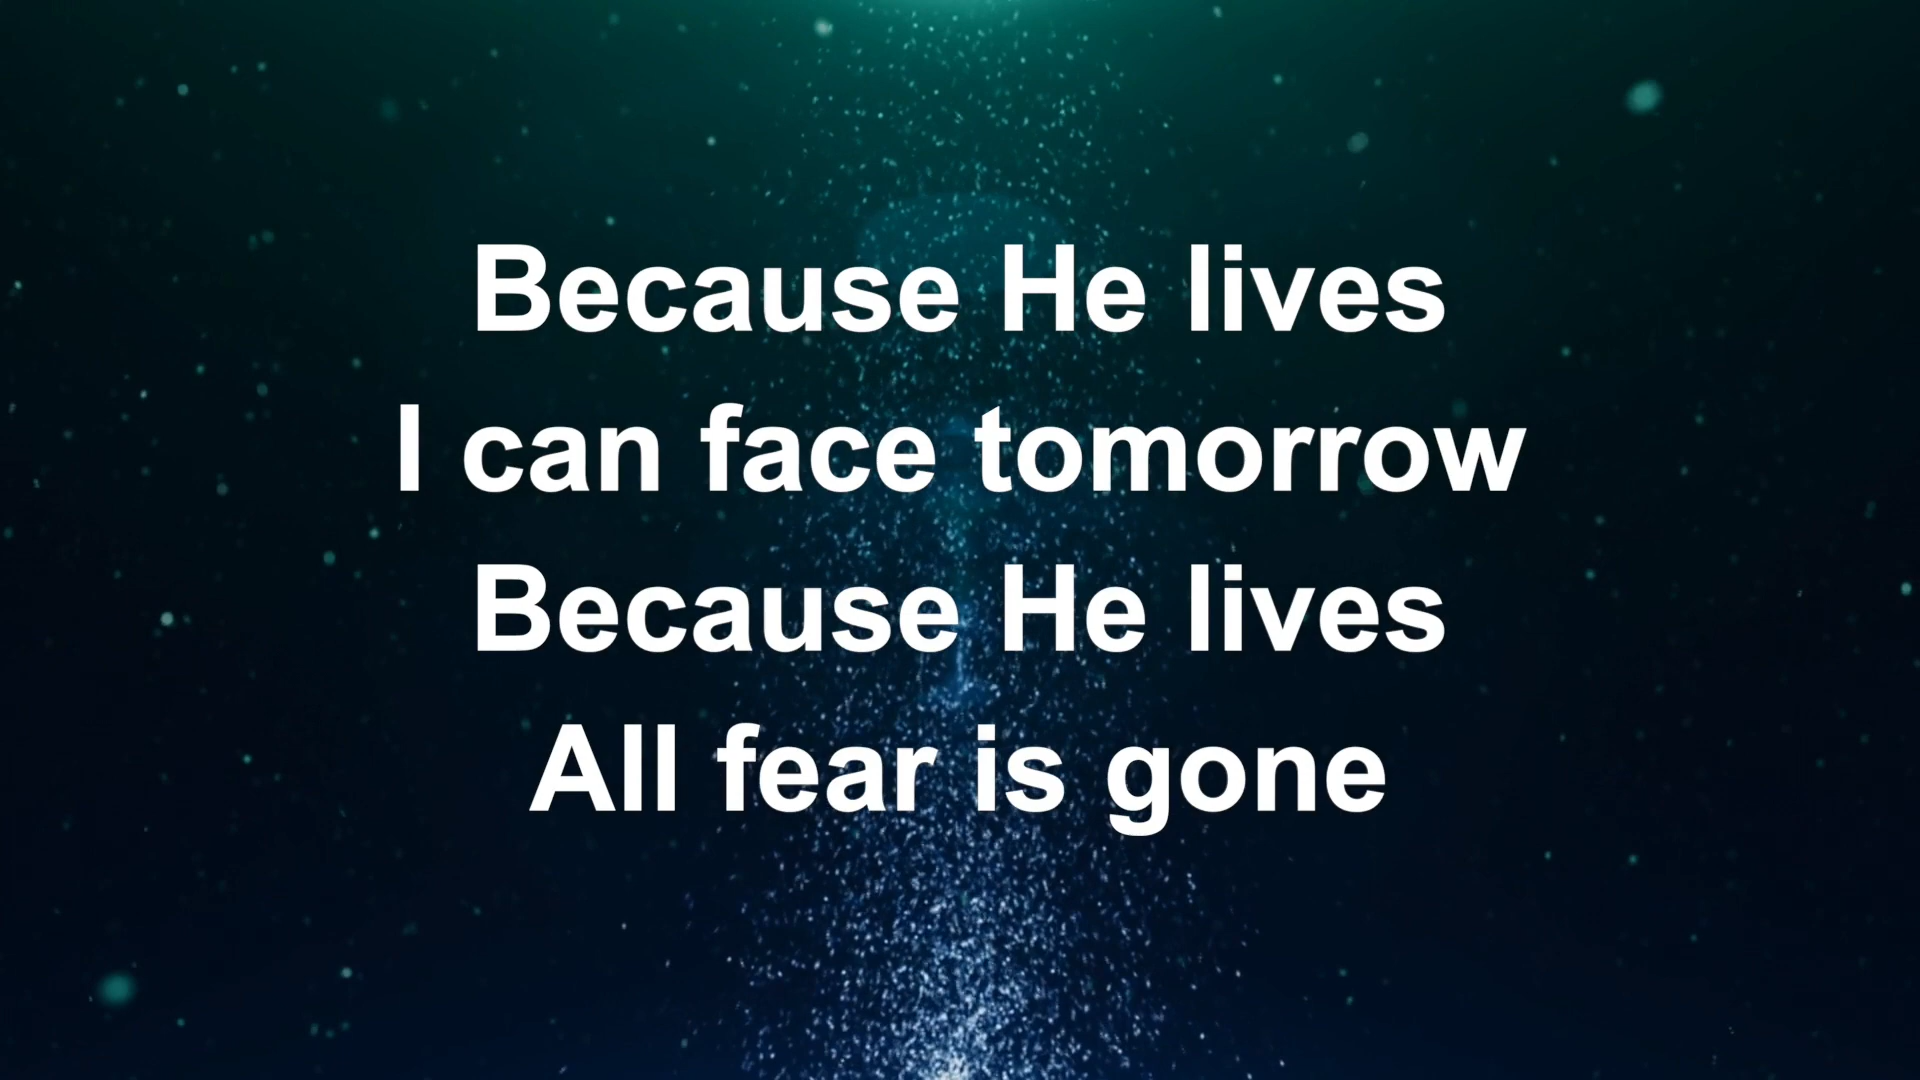 Because He lives
I can face tomorrow
Because He lives
All fear is gone